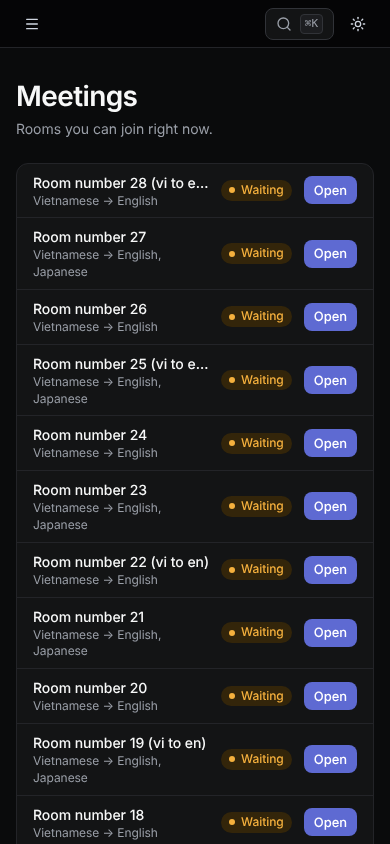 ⌘K
Meetings
Rooms you can join right now.
Room number 28 (vi to e...
Vietnamese → English
Waiting
Open
Room number 27
Vietnamese → English,
Japanese
Waiting
Open
Room number 26
Vietnamese → English
Waiting
Open
Room number 25 (vi to e...
Vietnamese → English,
Japanese
Waiting
Open
Room number 24
Vietnamese → English
Waiting
Open
Room number 23
Vietnamese → English,
Japanese
Waiting
Open
Room number 22 (vi to en)
Vietnamese → English
Waiting
Open
Room number 21
Vietnamese → English,
Japanese
Waiting
Open
Room number 20
Vietnamese → English
Waiting
Open
Room number 19 (vi to en)
Vietnamese → English,
Japanese
Waiting
Open
Room number 18
Vietnamese → English
Waiting
Open